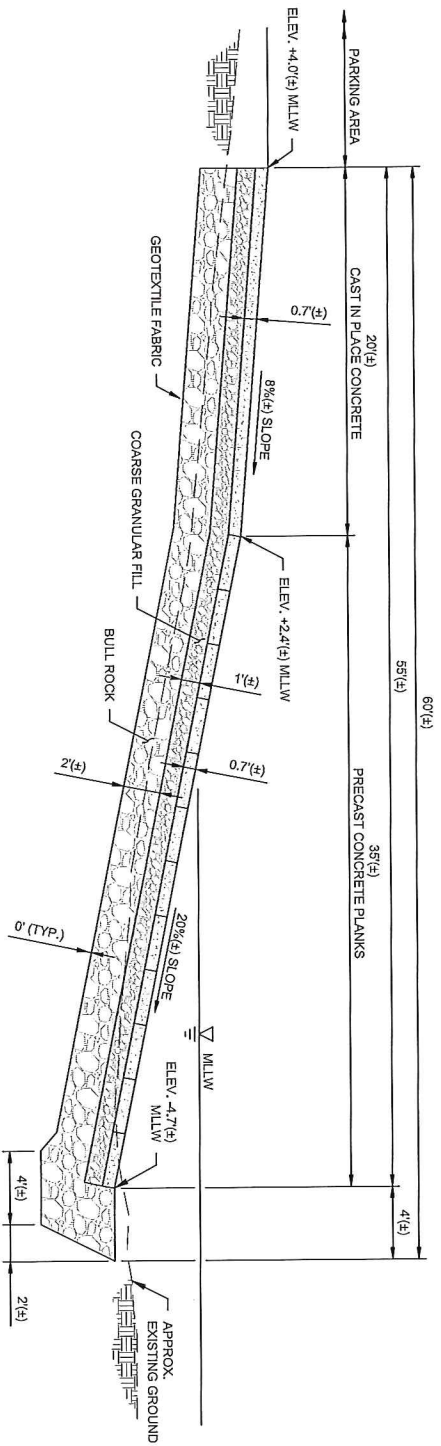 60'(±)
55'(±)
4'(±)
PARKING AREA
20'(±)
CAST IN PLACE CONCRETE
35'(±)
PRECAST CONCRETE PLANKS
ELEV. +4.0'(±) MLLW
0.7'(±)
8%(±) SLOPE
ELEV. +2.4'(±) MLLW
MLLW
APPROX.
EXISTING GROUND
GEOTEXTILE FABRIC
COARSE GRANULAR FILL
BULL ROCK
1'(±)
0.7'(±)
2'(±)
20%(±) SLOPE
ELEV. -4.7'(±)
MLLW
0' (TYP.)
4'(±)
2'(±)